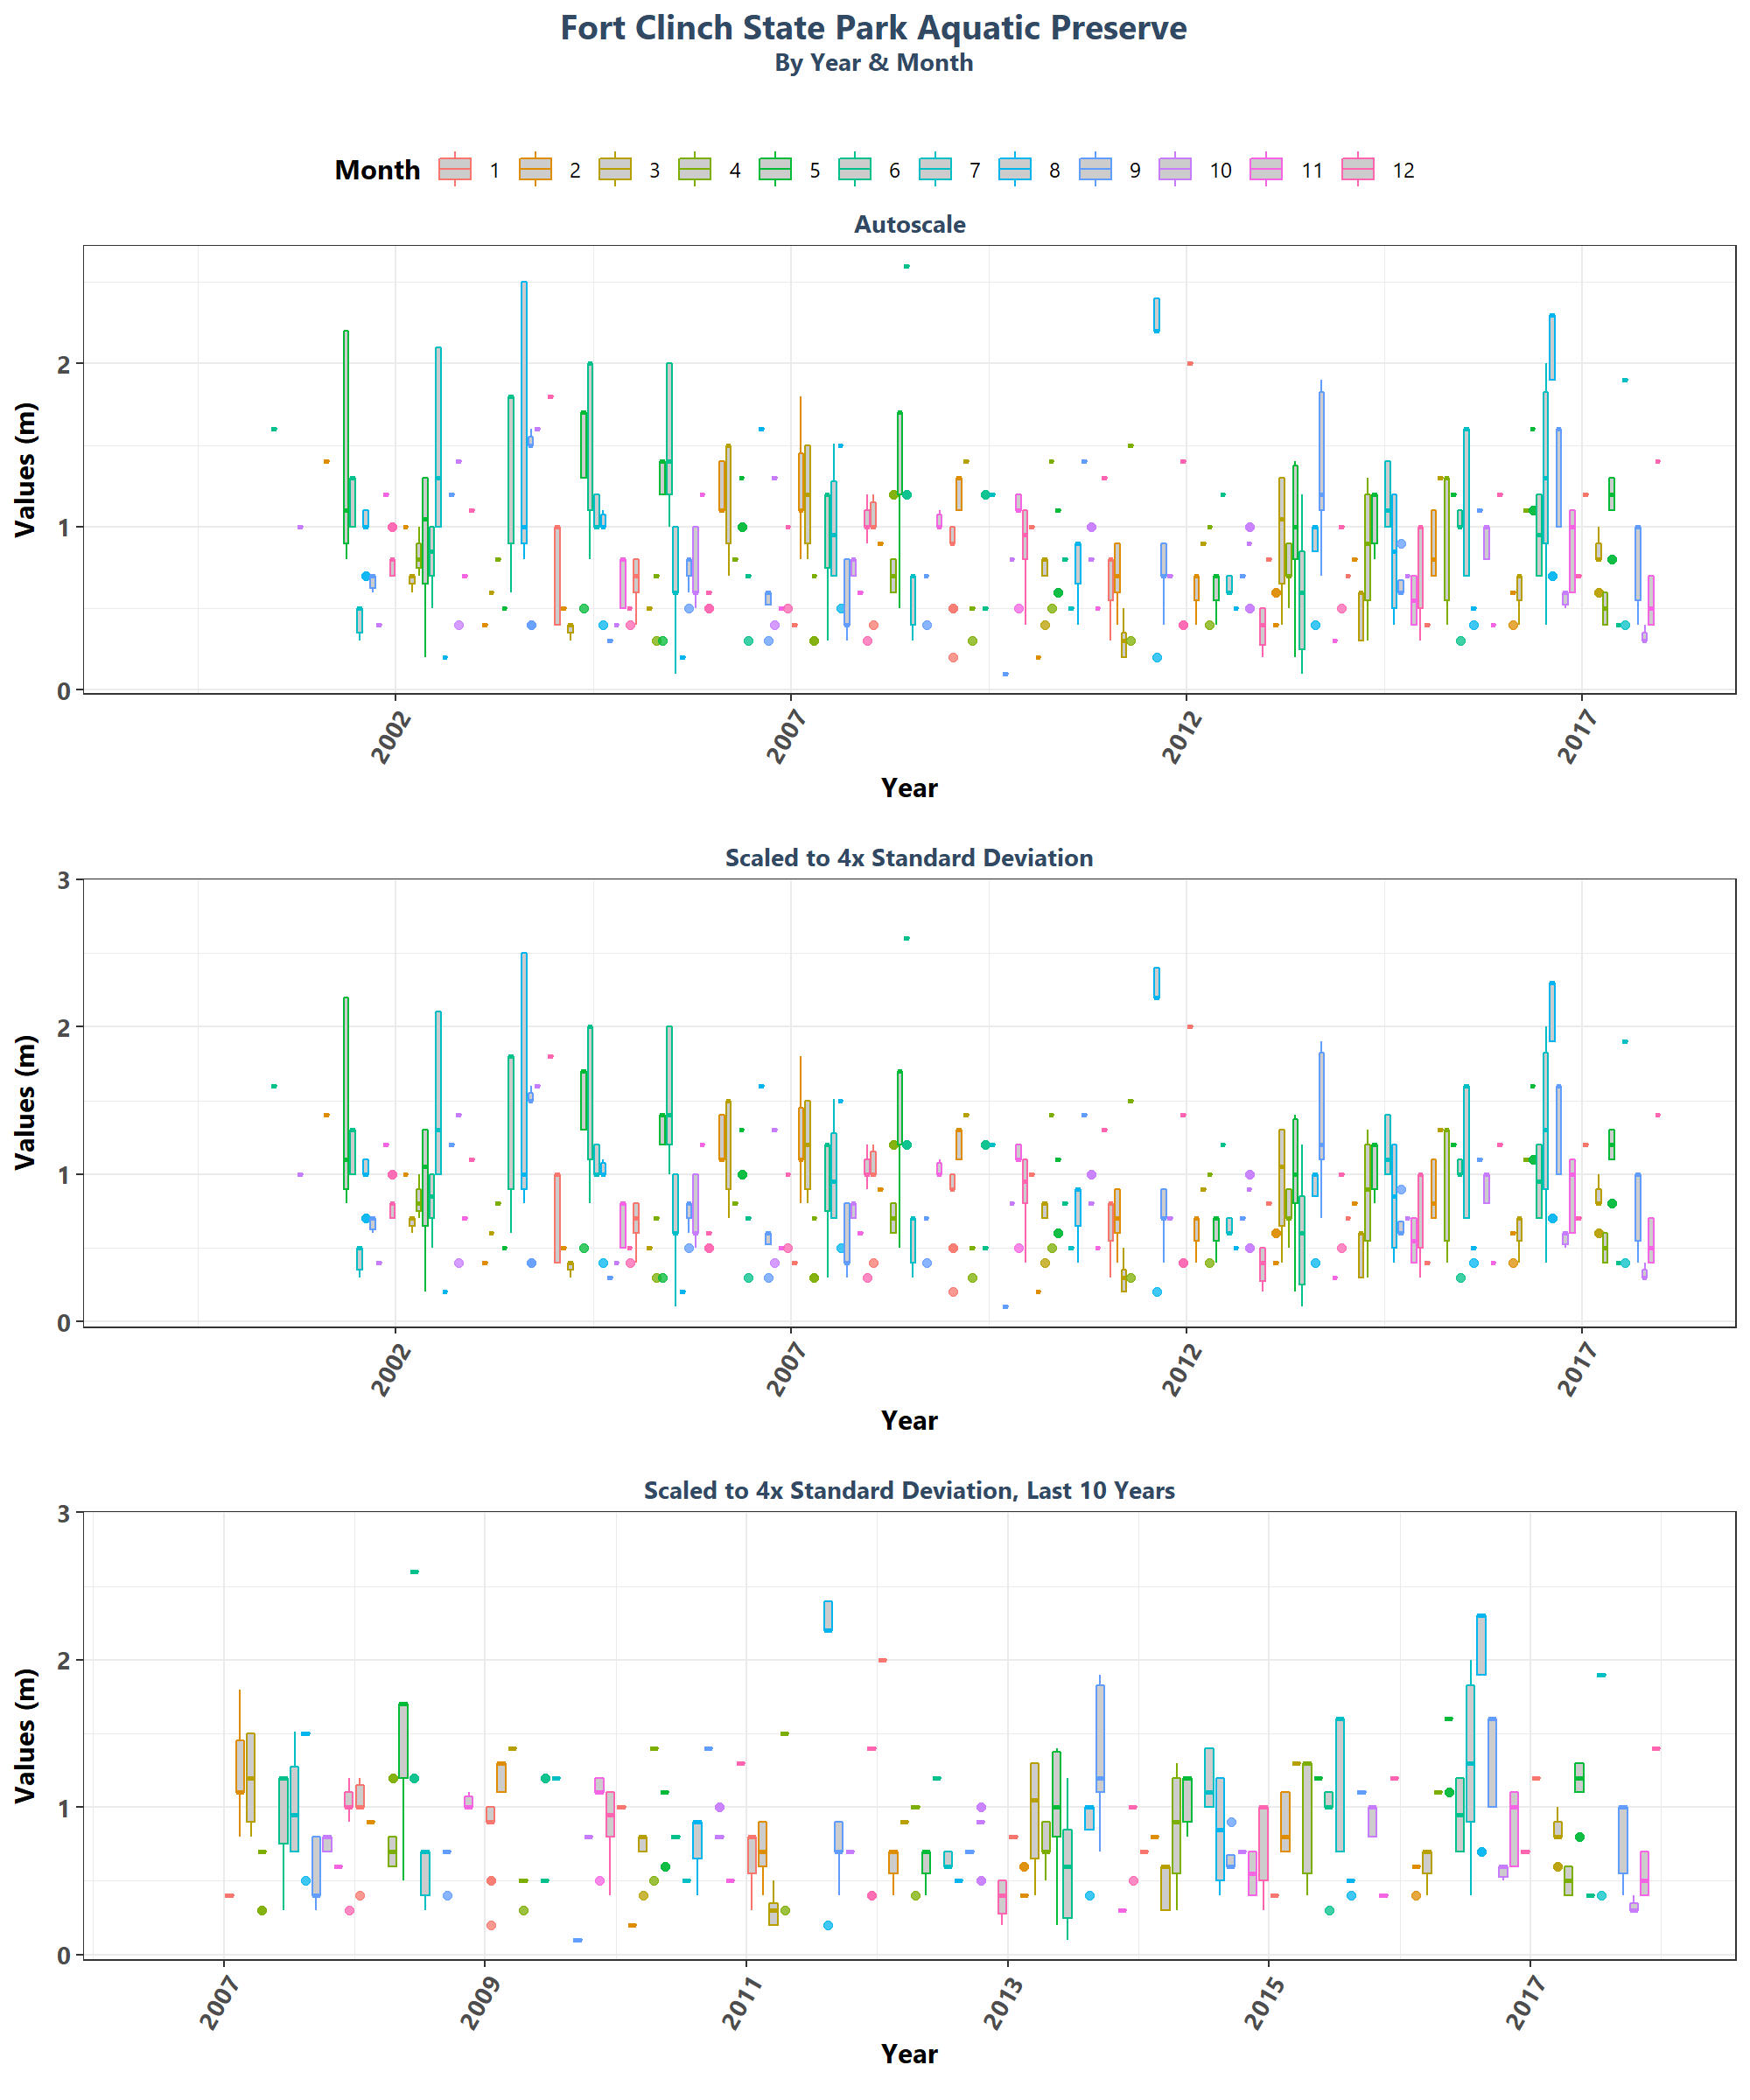 Fort Clinch State Park Aquatic Preserve
By Year & Month
Month 1 2 3 4 5 6 7 8 9 10 11 12
Autoscale
Values (m)
2
1
0
2002 2007 2012 2017
Year
Scaled to 4x Standard Deviation
Values (m)
3
2
1
0
2002 2007 2012 2017
Year
Scaled to 4x Standard Deviation, Last 10 Years
Values (m)
3
2
1
0
2007 2009 2011 2013 2015 2017
Year